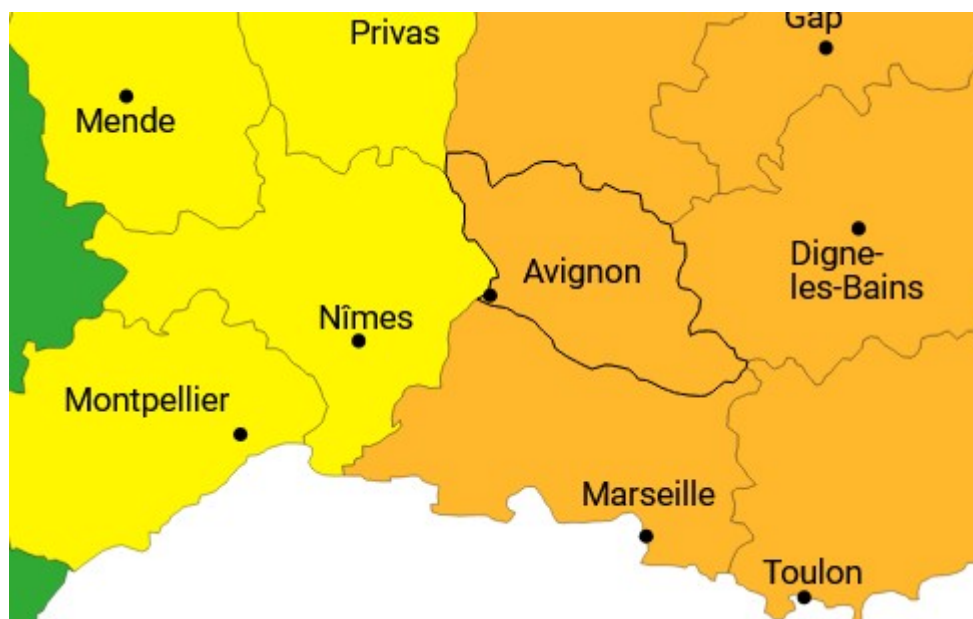 Gap
Privas
Mende
Digne-
les-Bains
Avignon
Nîmes
Montpellier
Marseille
Toulon